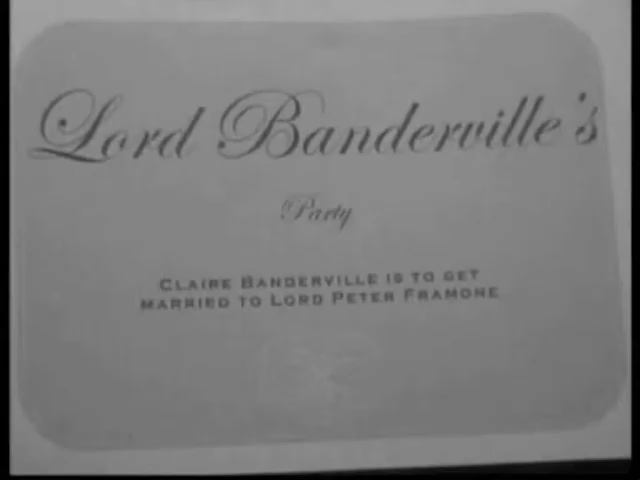 Lord Banderville's
Party
Claire Banderville is to get
married to Lord Peter Framone